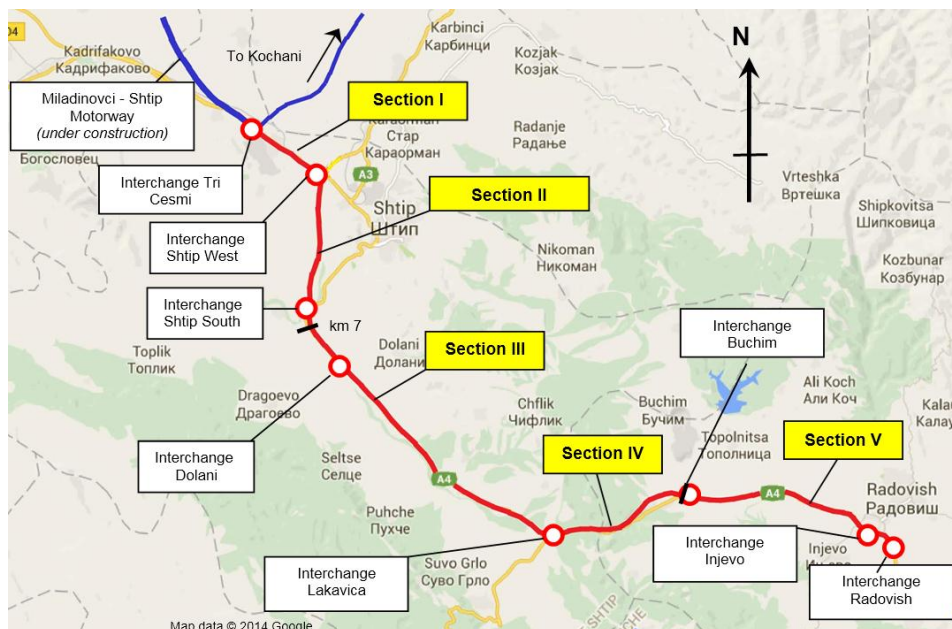 04
Kadrifakovo
Кадрифаково
To Kochani
Karbinci
Карбинци
Kozjak
Козјак
N
Miladinovci - Shtip
Motorway
(under construction)
Section I
Богословец
Стар
Караорман
Radanje
Радање
Interchange Tri
Cesmi
A3
Section II
Vrteshka
Вртешка
Shipkovitsa
Шипковица
Interchange
Shtip West
Shtip
Штип
Nikoman
Никоман
Kozbunar
Козбунар
Interchange
Shtip South
km 7
Interchange
Buchim
Toplik
Топлик
Dolani
Долани
Section III
Dragoevo
Драгоево
Chflik
Чифлик
Buchim
Бучим
Ali Koch
Али Коч
Interchange
Dolani
Seltse
Селце
Section IV
Topolnitsa
Тополница
Section V
A4
A4
Radovish
Радовиш
Puhche
Пухче
Interchange
Lakavica
Suvo Grlo
Суво Грло
Interchange
Injevo
Injevo
Interchange
Radovish
Map data © 2014 Google